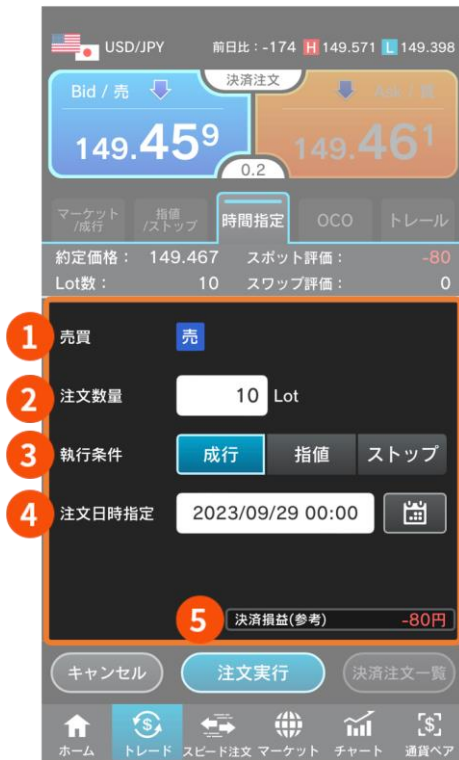 USD/JPY 前日比：-174 H 149.571 L 149.398
決済注文
Bid / 売 Ask / 買
149.459 149.461
0.2
マーケット/成行 指値/ストップ 時間指定 OCO トレール
約定価格： 149.467 スポット評価： -80
Lot数： 10 スワップ評価： 0
1 売買 売
2 注文数量 10 Lot
3 執行条件 成行 指値 ストップ
4 注文日時指定 2023/09/29 00:00
5 決済損益(参考) -80円
キャンセル 注文実行 決済注文一覧
ホーム トレード スピード注文 マーケット チャート 通貨ペア